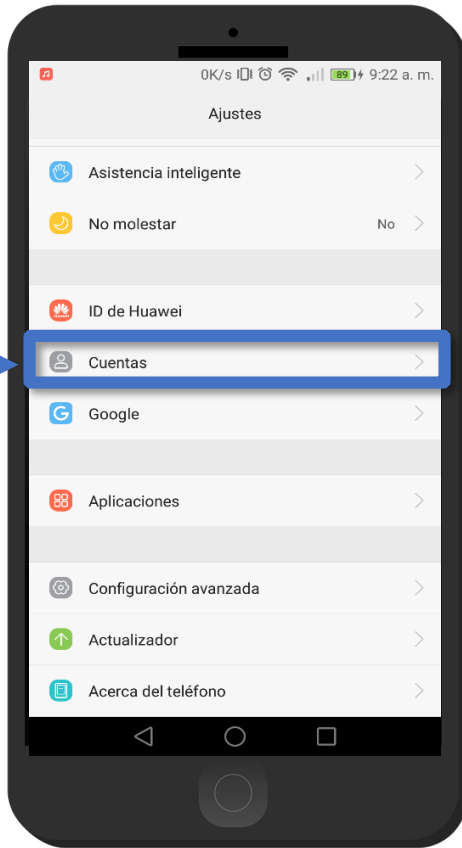 0K/s 89 9:22 a. m.
Ajustes
Asistencia inteligente
No molestar No
ID de Huawei
Cuentas
Google
Aplicaciones
Configuración avanzada
Actualizador
Acerca del teléfono